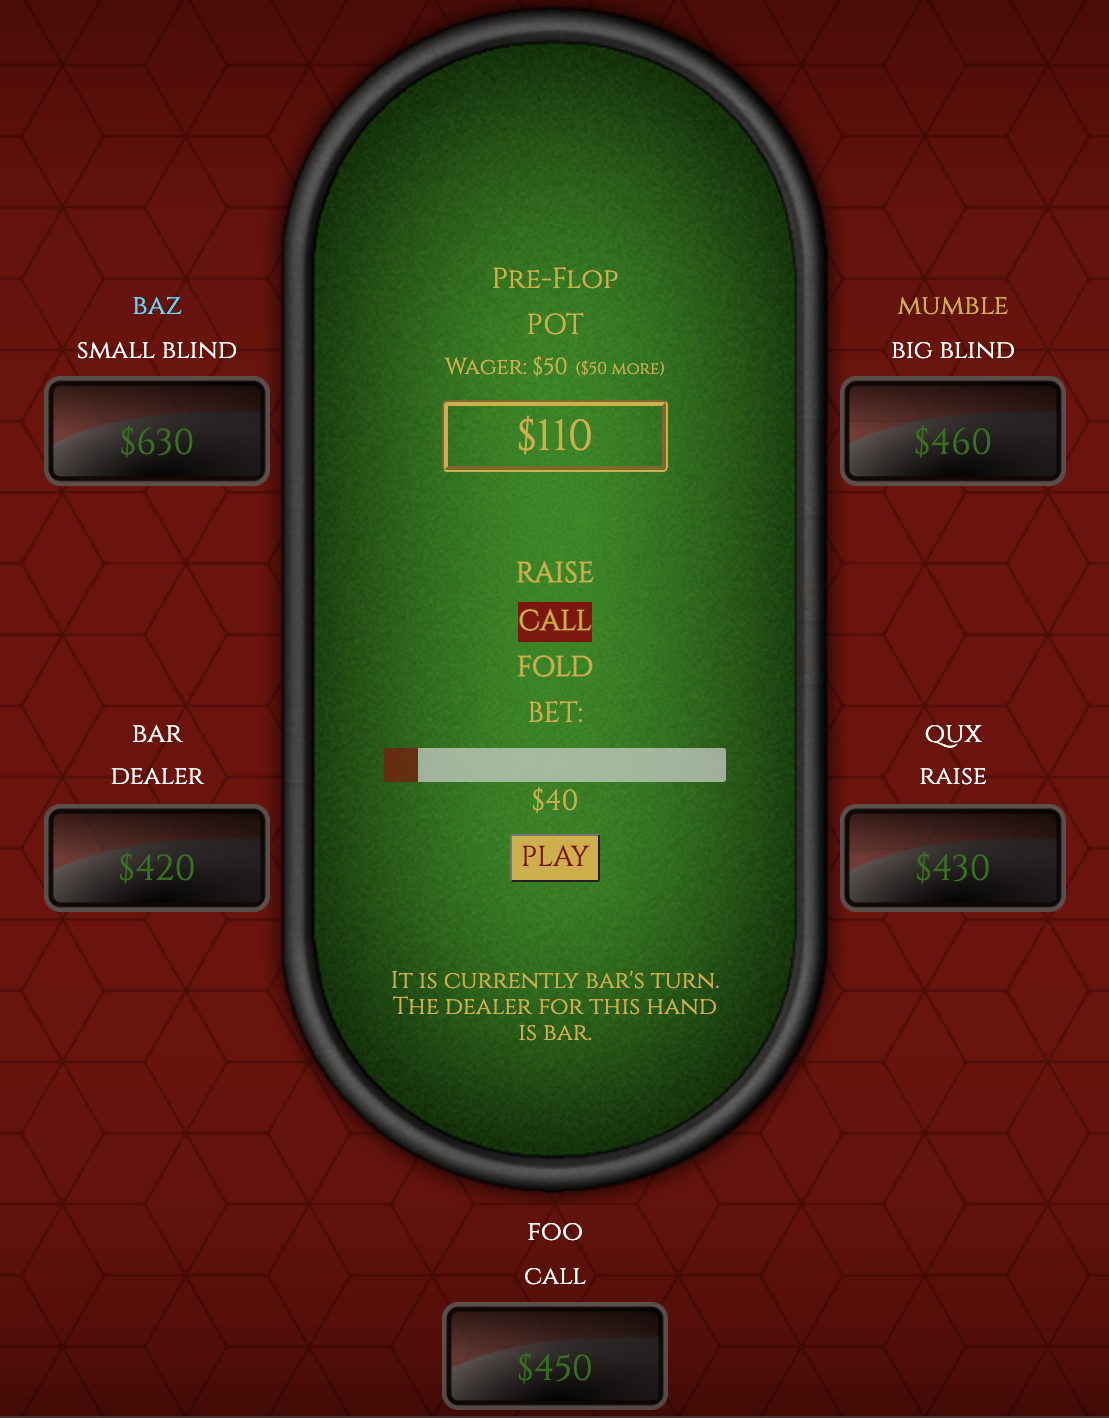 Pre-Flop
POT
Wager: $50 ($50 more)
$110
BAZ
SMALL BLIND
$630
MUMBLE
BIG BLIND
$460
RAISE
CALL
FOLD
BET:
$40
PLAY
BAR
DEALER
$420
QUX
RAISE
$430
It is currently bar's turn.
The dealer for this hand
is bar.
FOO
CALL
$450